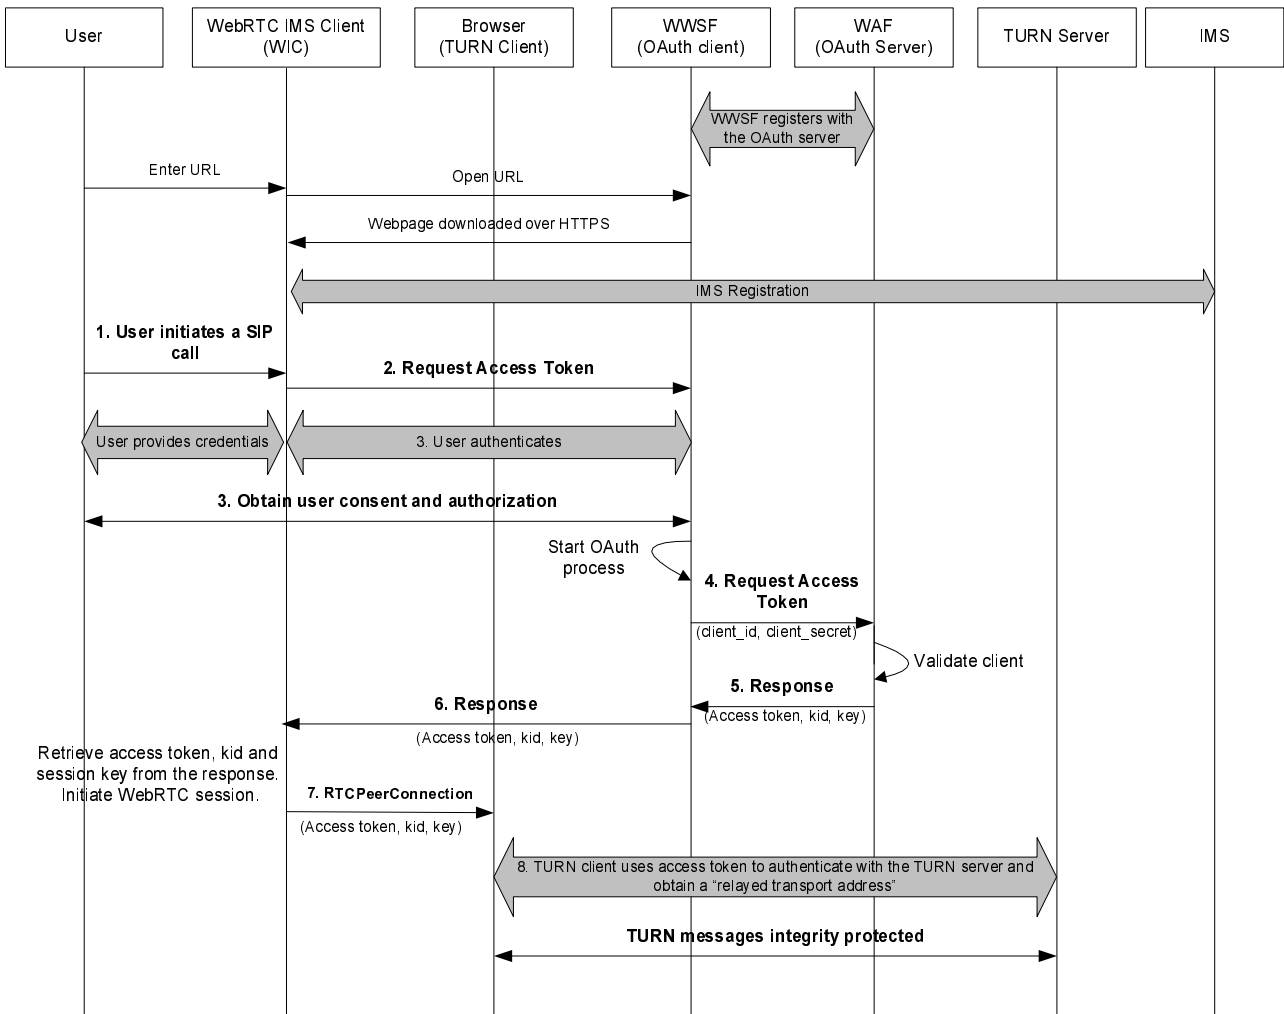 User
WebRTC IMS Client
(WIC)
Browser
(TURN Client)
WWSF
(OAuth client)
WAF
(OAuth Server)
TURN Server
IMS
WWSF registers with
the OAuth server
Enter URL
Open URL
Webpage downloaded over HTTPS
IMS Registration
1. User initiates a SIP
call
2. Request Access Token
User provides credentials
3. User authenticates
3. Obtain user consent and authorization
Start OAuth
process
4. Request Access
Token
(client_id, client_secret)
Validate client
5. Response
(Access token, kid, key)
6. Response
(Access token, kid, key)
Retrieve access token, kid and
session key from the response.
Initiate WebRTC session.
7. RTCPeerConnection
(Access token, kid, key)
8. TURN client uses access token to authenticate with the TURN server and
obtain a “relayed transport address”
TURN messages integrity protected